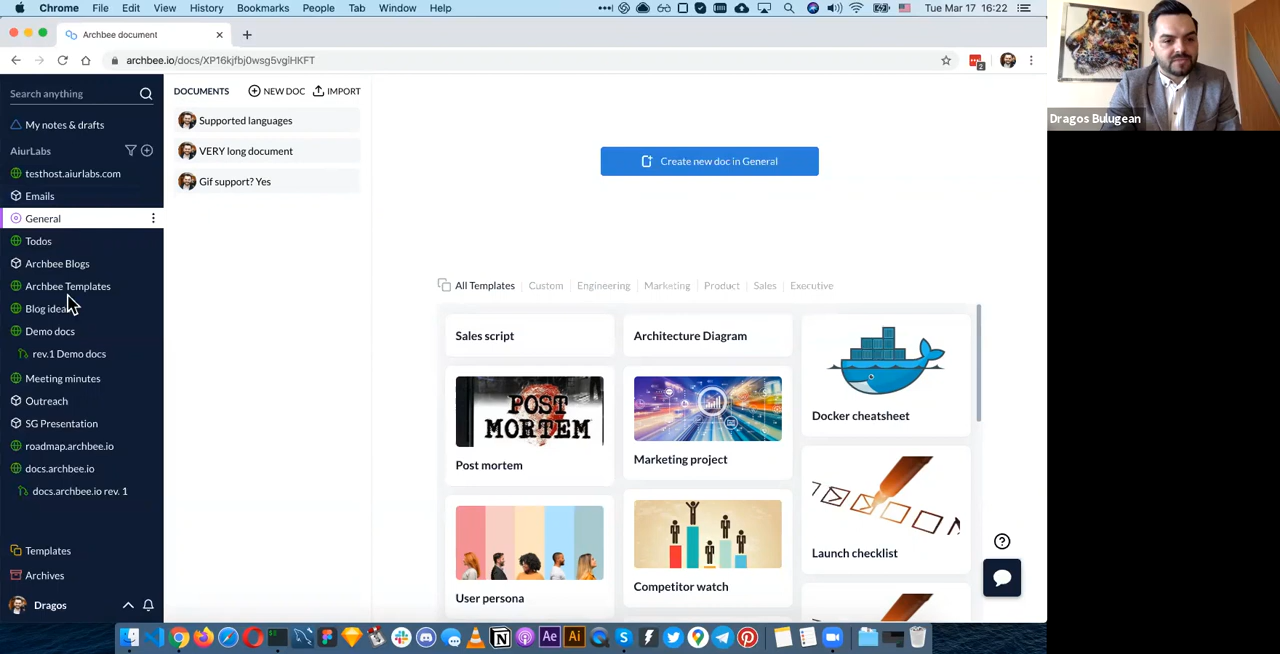 Chrome File Edit View History Bookmarks People Tab Window Help Tue Mar 17 16:22
Archbee document
archbee.io/docs/XP16kjfbj0wsg5vgiHKFT
2
Dragos Bulugean
Search anything
My notes & drafts
AiurLabs
testhost.aiurlabs.com
Emails
General
Todos
Archbee Blogs
Archbee Templates
Blog idea
Demo docs
rev.1 Demo docs
Meeting minutes
Outreach
SG Presentation
roadmap.archbee.io
docs.archbee.io
docs.archbee.io rev. 1
Templates
Archives
Dragos
DOCUMENTS NEW DOC IMPORT
Supported languages
VERY long document
Gif support? Yes
Create new doc in General
All Templates Custom Engineering Marketing Product Sales Executive
Sales script
Architecture Diagram
Docker cheatsheet
POST
MORTEM
Post mortem
Marketing project
Launch checklist
User persona
Competitor watch
Ae Ai